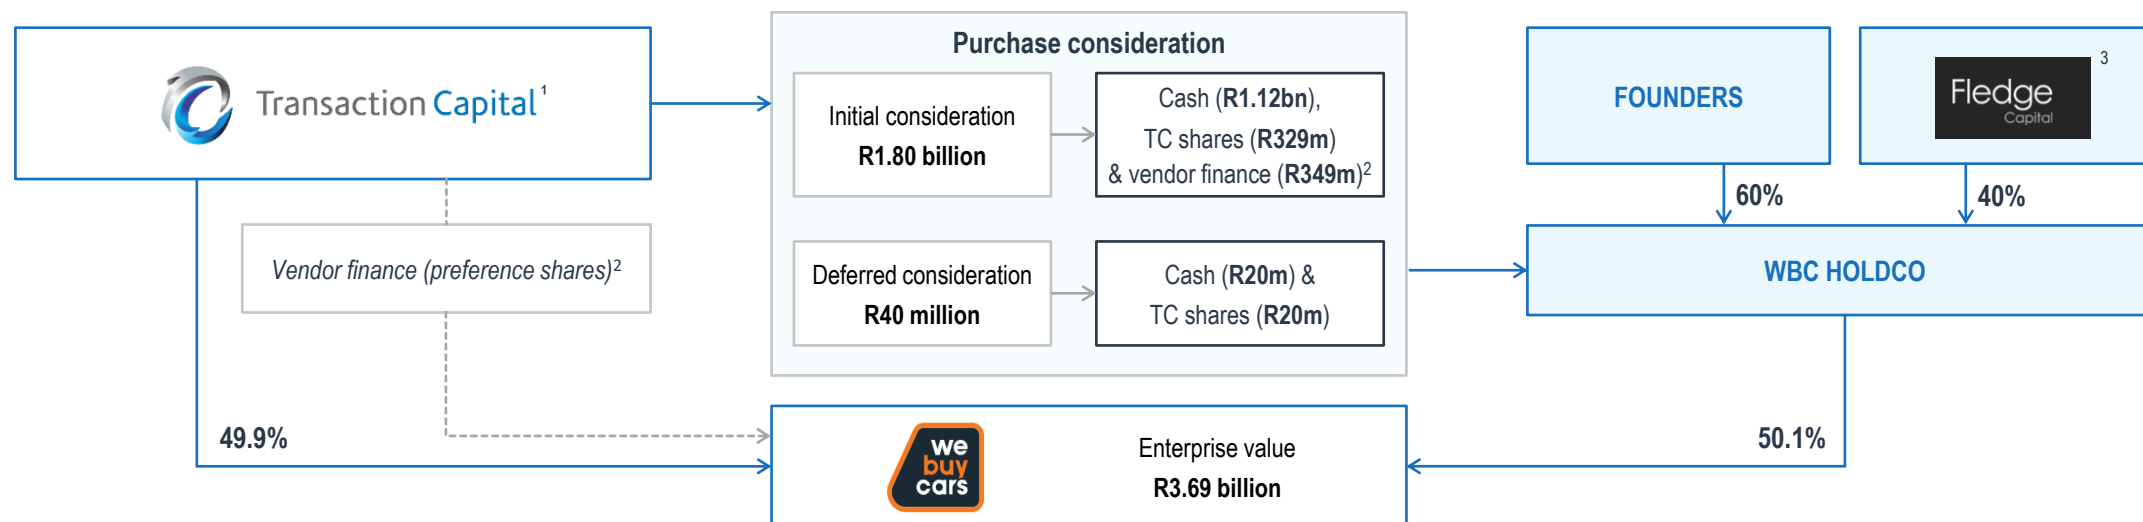 Transaction Capital 1
Purchase consideration
Initial consideration
R1.80 billion
Cash (R1.12bn),
TC shares (R329m)
& vendor finance (R349m)2
Deferred consideration
R40 million
Cash (R20m) &
TC shares (R20m)
FOUNDERS
Fledge
Capital
3
60%
40%
WBC HOLDCO
Vendor finance (preference shares)2
49.9%
50.1%
we
buy
cars
Enterprise value
R3.69 billion